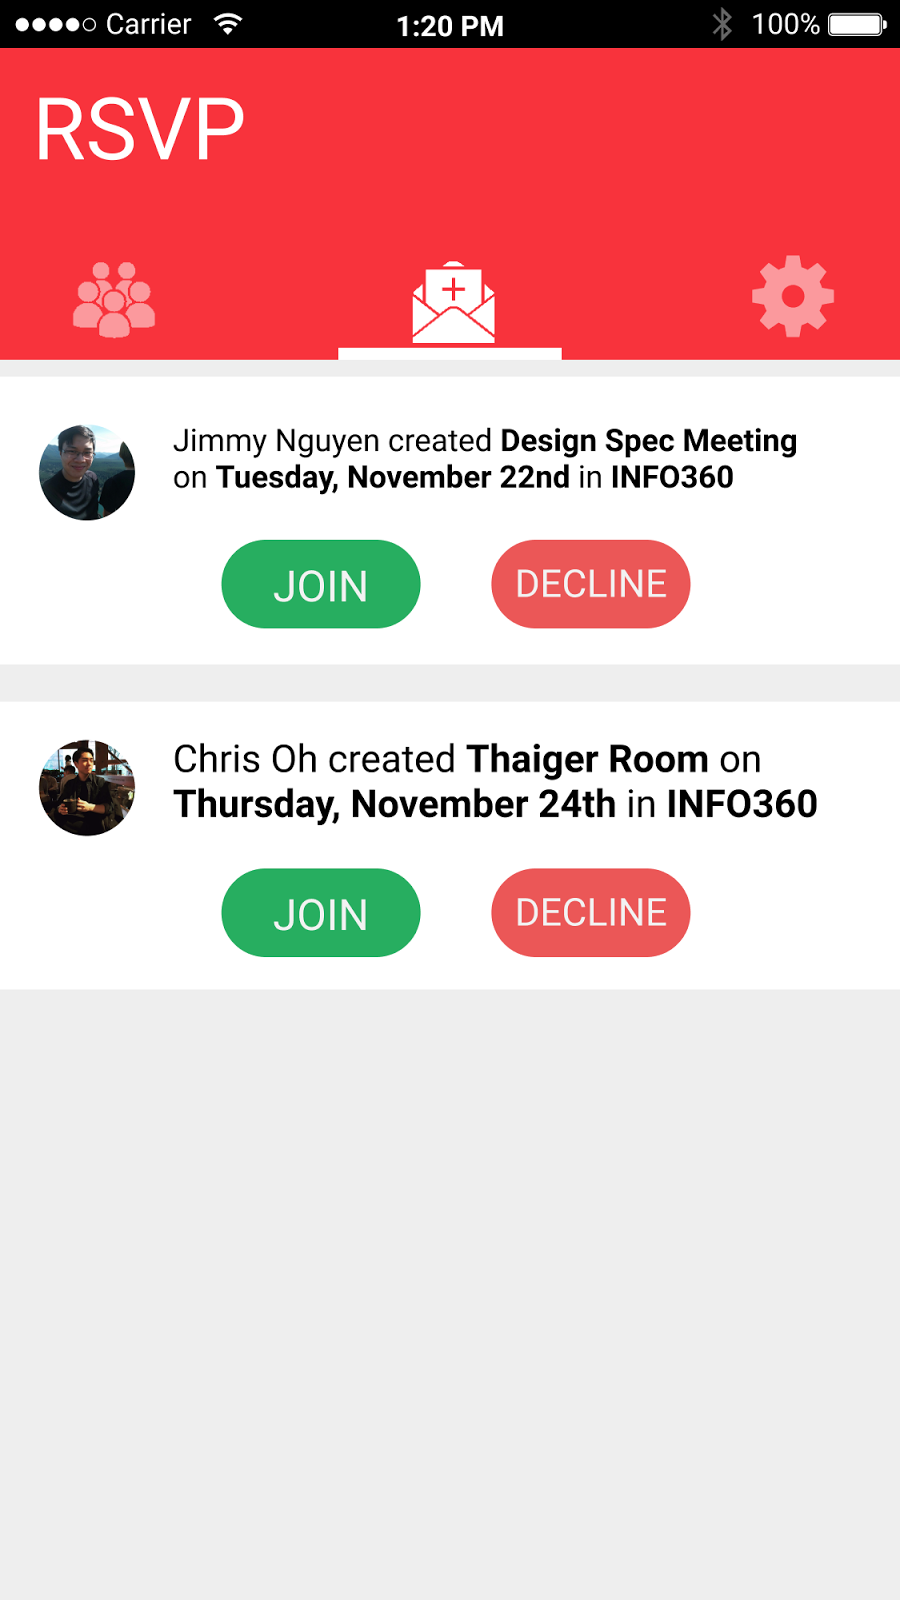 Carrier 1:20 PM 100%
RSVP
Jimmy Nguyen created Design Spec Meeting
on Tuesday, November 22nd in INFO360
JOIN DECLINE
Chris Oh created Thaiger Room on
Thursday, November 24th in INFO360
JOIN DECLINE